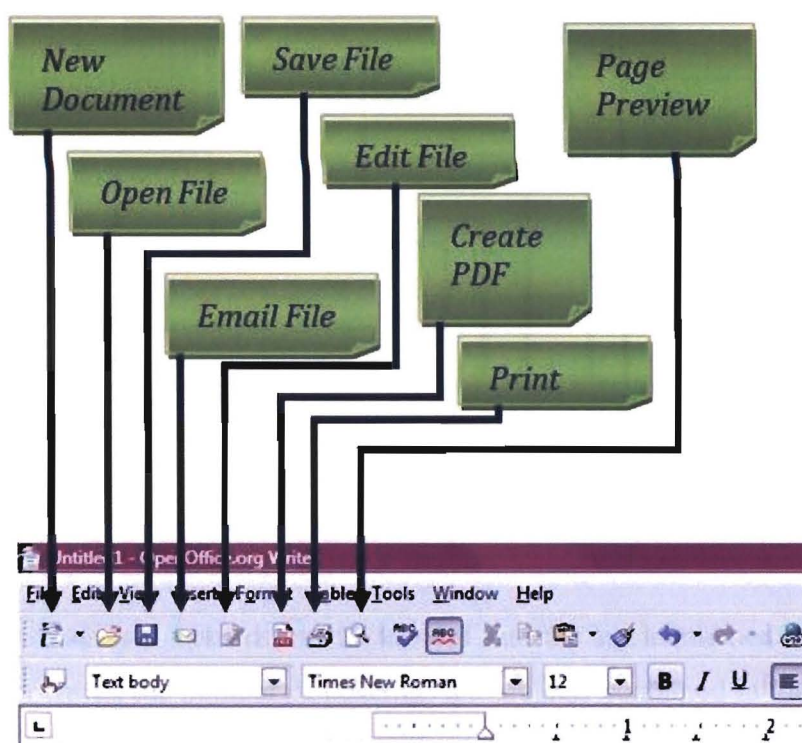 New
Document
Save File
Page
Preview
Edit File
Open File
Create
PDF
Email File
Print
Untitled 1 - OpenOffice.org Write
File Edit View Insert Format Table Tools Window Help
ABC
Text body Times New Roman 12 B I U
1 2